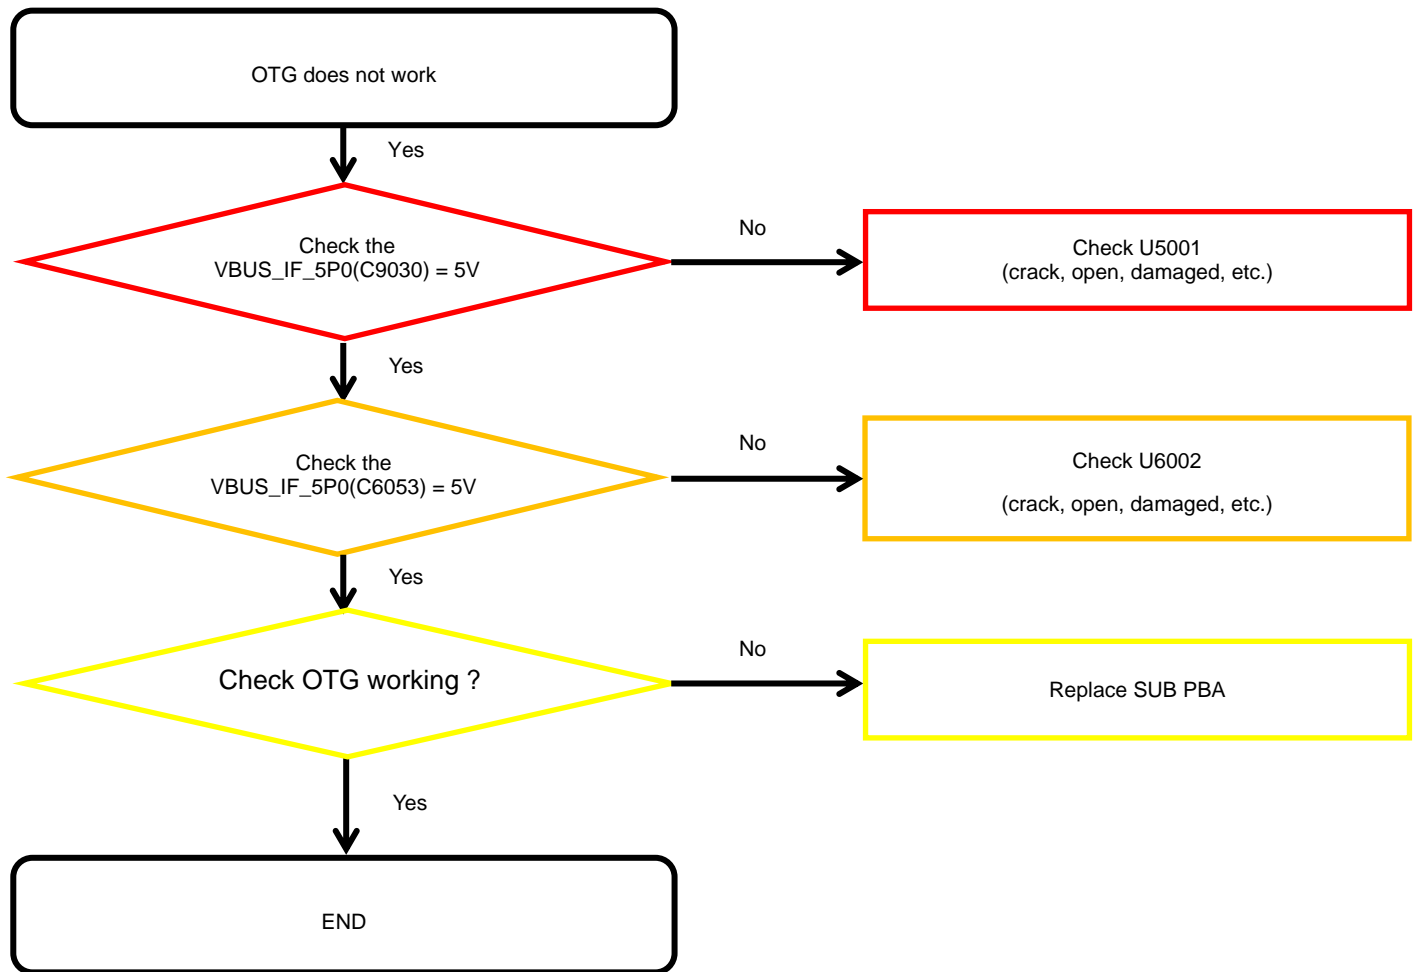 OTG does not work
Yes
Check the
VBUS_IF_5P0(C9030) = 5V
No
Check U5001
(crack, open, damaged, etc.)
Yes
Check the
VBUS_IF_5P0(C6053) = 5V
No
Check U6002
(crack, open, damaged, etc.)
Yes
Check OTG working ?
No
Replace SUB PBA
Yes
END